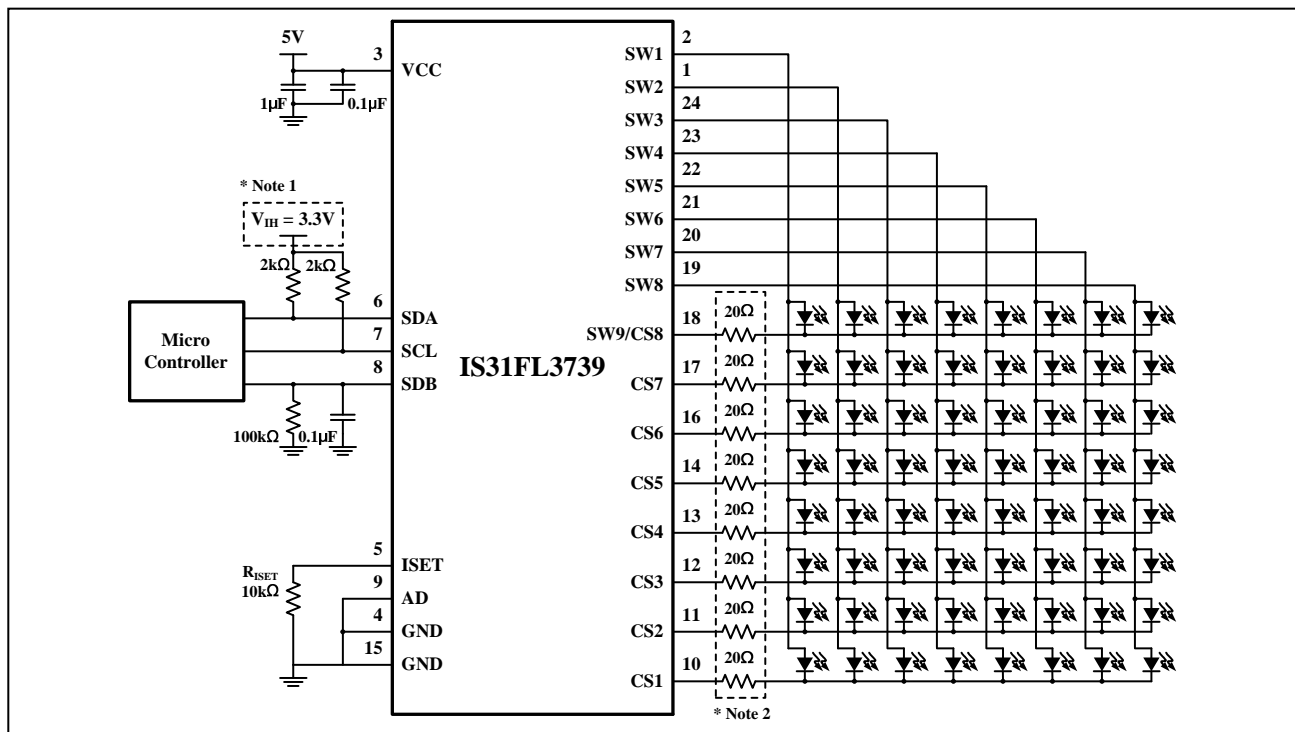 5V
3
VCC
1μF
0.1μF
* Note 1
VIH = 3.3V
2kΩ
2kΩ
Micro
Controller
6
SDA
7
SCL
8
SDB
100kΩ
0.1μF
RISET
10kΩ
5
ISET
9
AD
4
GND
15
GND
IS31FL3739
2
SW1
1
SW2
24
SW3
23
SW4
22
SW5
21
SW6
20
SW7
19
SW8
18
SW9/CS8
20Ω
17
CS7
20Ω
16
CS6
20Ω
14
CS5
20Ω
13
CS4
20Ω
12
CS3
20Ω
11
CS2
20Ω
10
CS1
20Ω
* Note 2